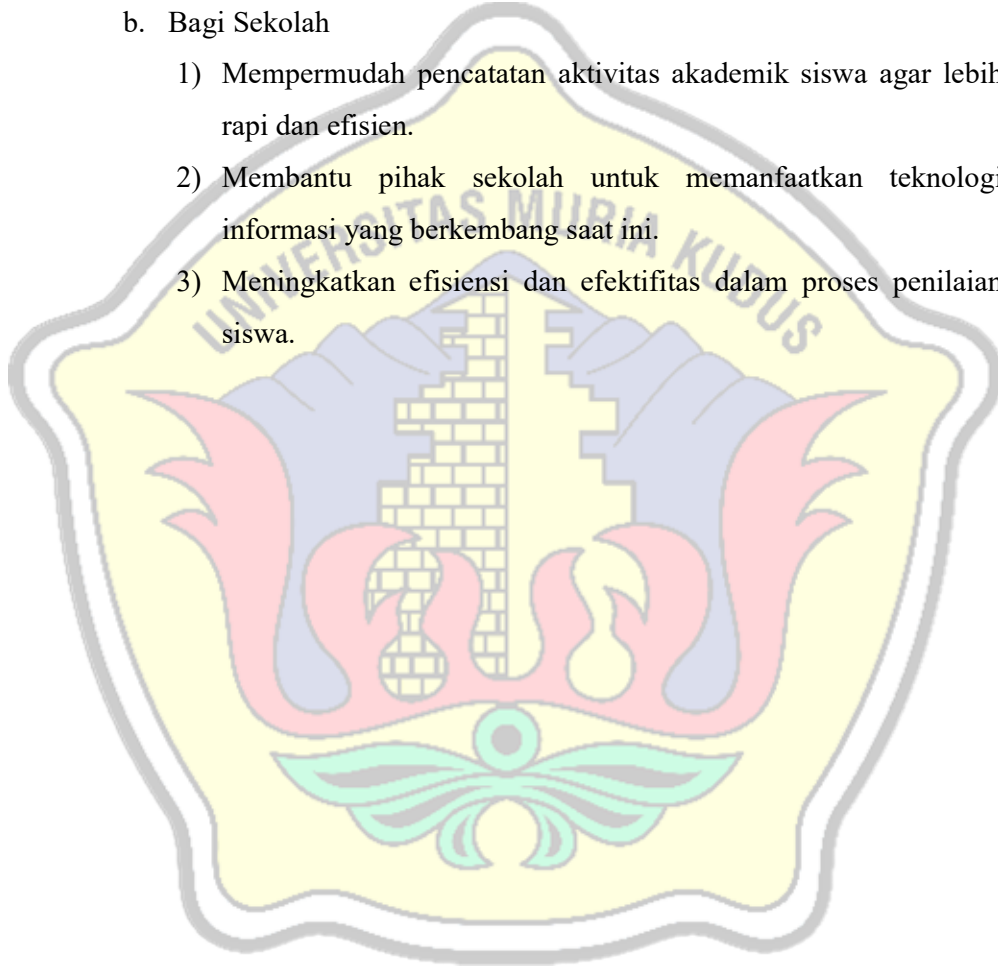 b. Bagi Sekolah
1) Mempermudah pencatatan aktivitas akademik siswa agar lebih
rapi dan efisien.
2) Membantu pihak sekolah untuk memanfaatkan teknologi
informasi yang berkembang saat ini.
3) Meningkatkan efisiensi dan efektifitas dalam proses penilaian
siswa.
UNIVERSITAS MURIA KUDUS